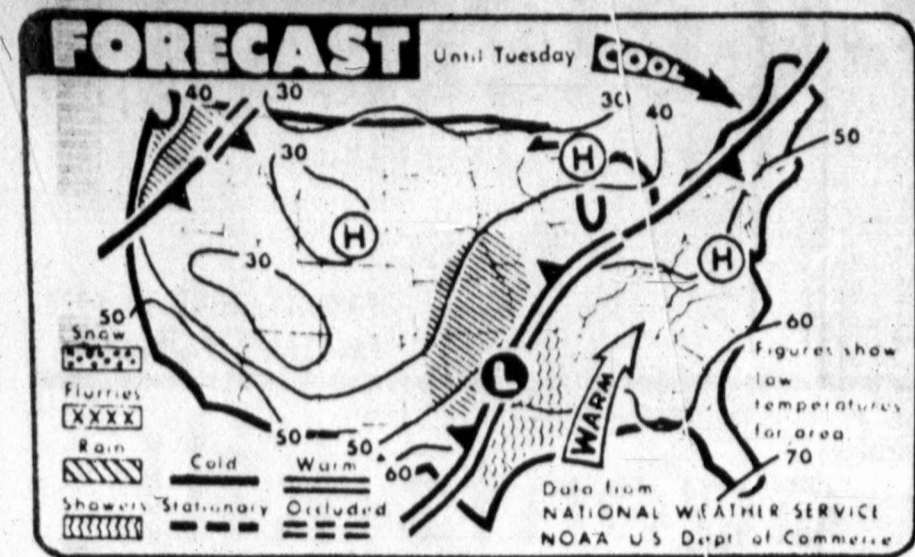 FORECAST
Until Tuesday
COOL
40
30
30
40
50
30
H
H
H
30
50
60
L
WARM
50
50
60
70
Snow
Flurries
XXXX
Rain
Cold
Warm
Showers
Stationary
Occluded
Figures show
low
temperatures
for area.
Data from
NATIONAL WEATHER SERVICE
NOAA U S Dept of Commerce